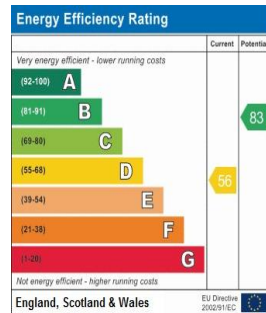 Energy Efficiency Rating
Current Potential
Very energy efficient - lower running costs
(92-100) A
(81-91) B
83
(69-80) C
(55-68) D
56
(39-54) E
(21-38) F
(1-20) G
Not energy efficient - higher running costs
England, Scotland & Wales
EU Directive
2002/91/EC